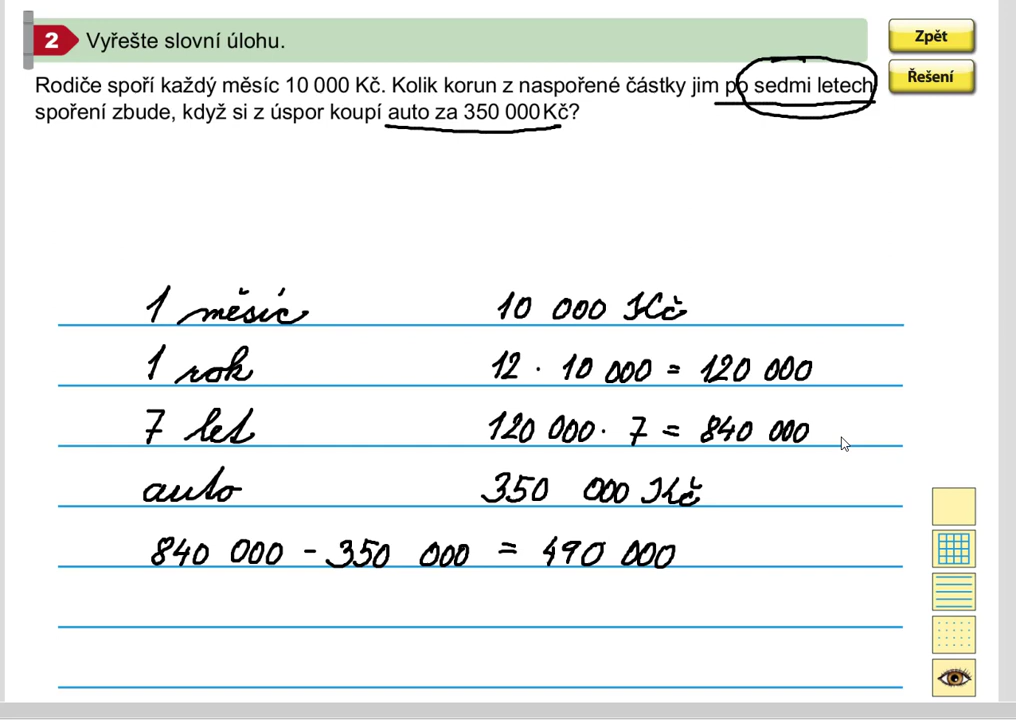 2 Vyřešte slovní úlohu.
Zpět
Řešení
Rodiče spoří každý měsíc 10 000 Kč. Kolik korun z naspořené částky jim po sedmi letech
spoření zbude, když si z úspor koupí auto za 350 000 Kč?
1 měsíc 10 000 Kč
1 rok 12 · 10 000 = 120 000
7 let 120 000 · 7 = 840 000
auto 350 000 Kč
840 000 - 350 000 = 490 000